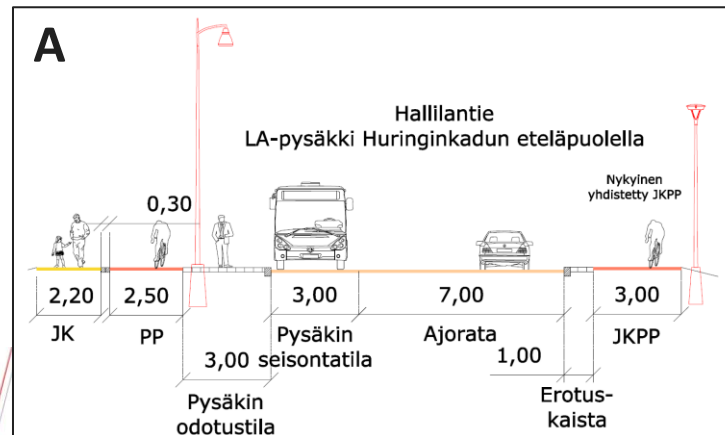 A
Hallilantie
LA-pysäkki Huringinkadun eteläpuolella
Nykyinen
yhdistetty JKPP
0,30
2,20
2,50
3,00
7,00
3,00
JK
PP
Pysäkin
seisontatila
Ajorata
JKPP
3,00
1,00
Pysäkin
odotustila
Erotus-
kaista